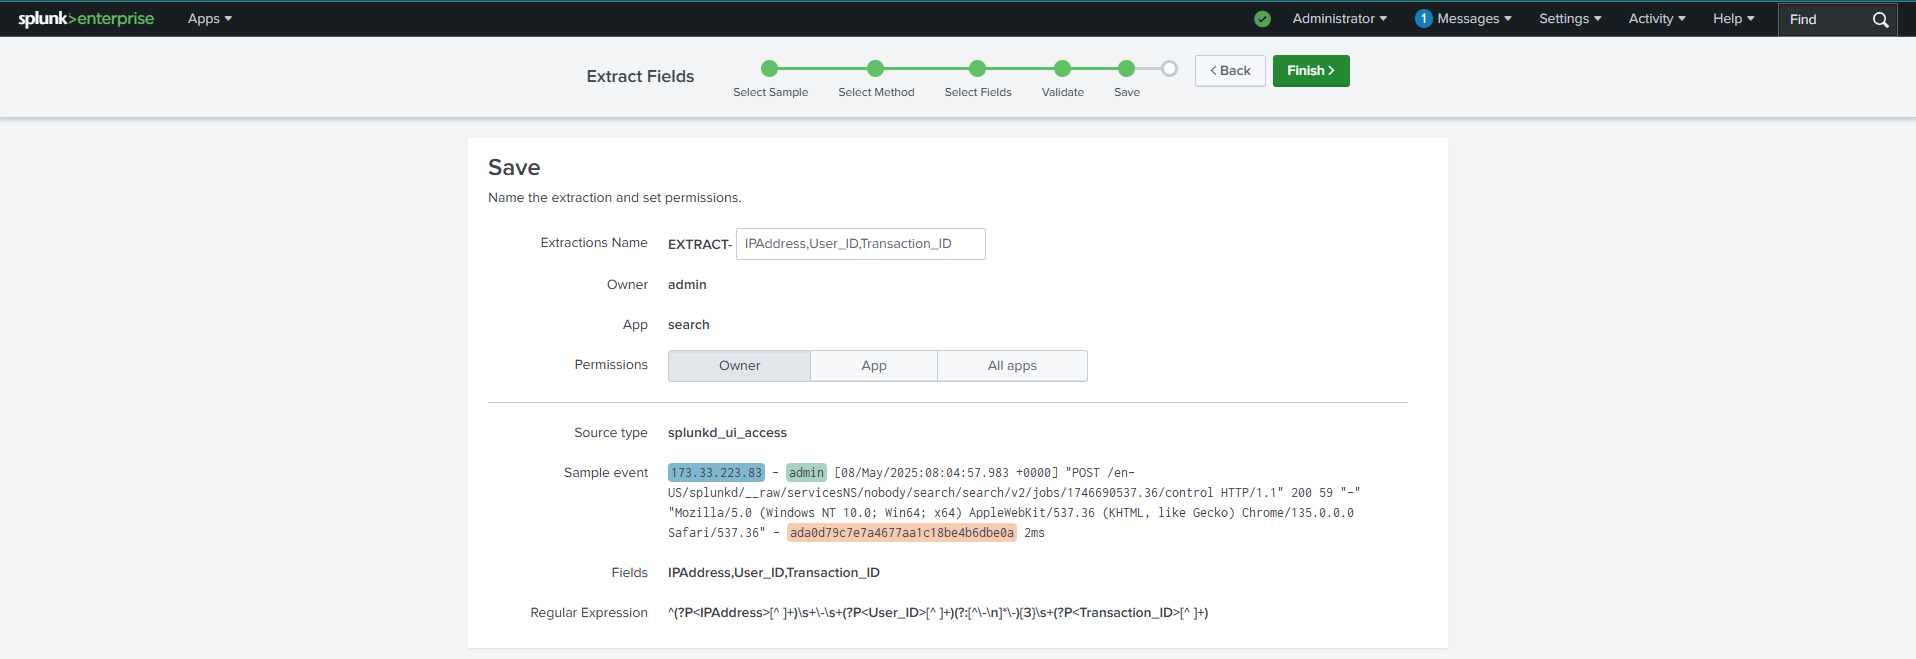 splunk>enterprise Apps Administrator 1 Messages Settings Activity Help Find
Extract Fields
Select Sample Select Method Select Fields Validate Save
< Back Finish >
Save
Name the extraction and set permissions.
Extractions Name EXTRACT- IPAddress,User_ID,Transaction_ID
Owner admin
App search
Permissions Owner App All apps
Source type splunkd_ui_access
Sample event 173.33.223.83 - admin [08/May/2025:08:04:57.983 +0000] "POST /en-
US/splunkd/__raw/servicesNS/nobody/search/search/v2/jobs/1746690537.36/control HTTP/1.1" 200 59 "-"
"Mozilla/5.0 (Windows NT 10.0; Win64; x64) AppleWebKit/537.36 (KHTML, like Gecko) Chrome/135.0.0.0
Safari/537.36" - ada0d79c7e7a4677aa1c18be4b6dbe0a 2ms
Fields IPAddress,User_ID,Transaction_ID
Regular Expression ^(?P<IPAddress>[^ ]+)\s+\-\s+(?P<User_ID>[^ ]+)(?:[^\-\n]*\-){3}\s+(?P<Transaction_ID>[^ ]+)